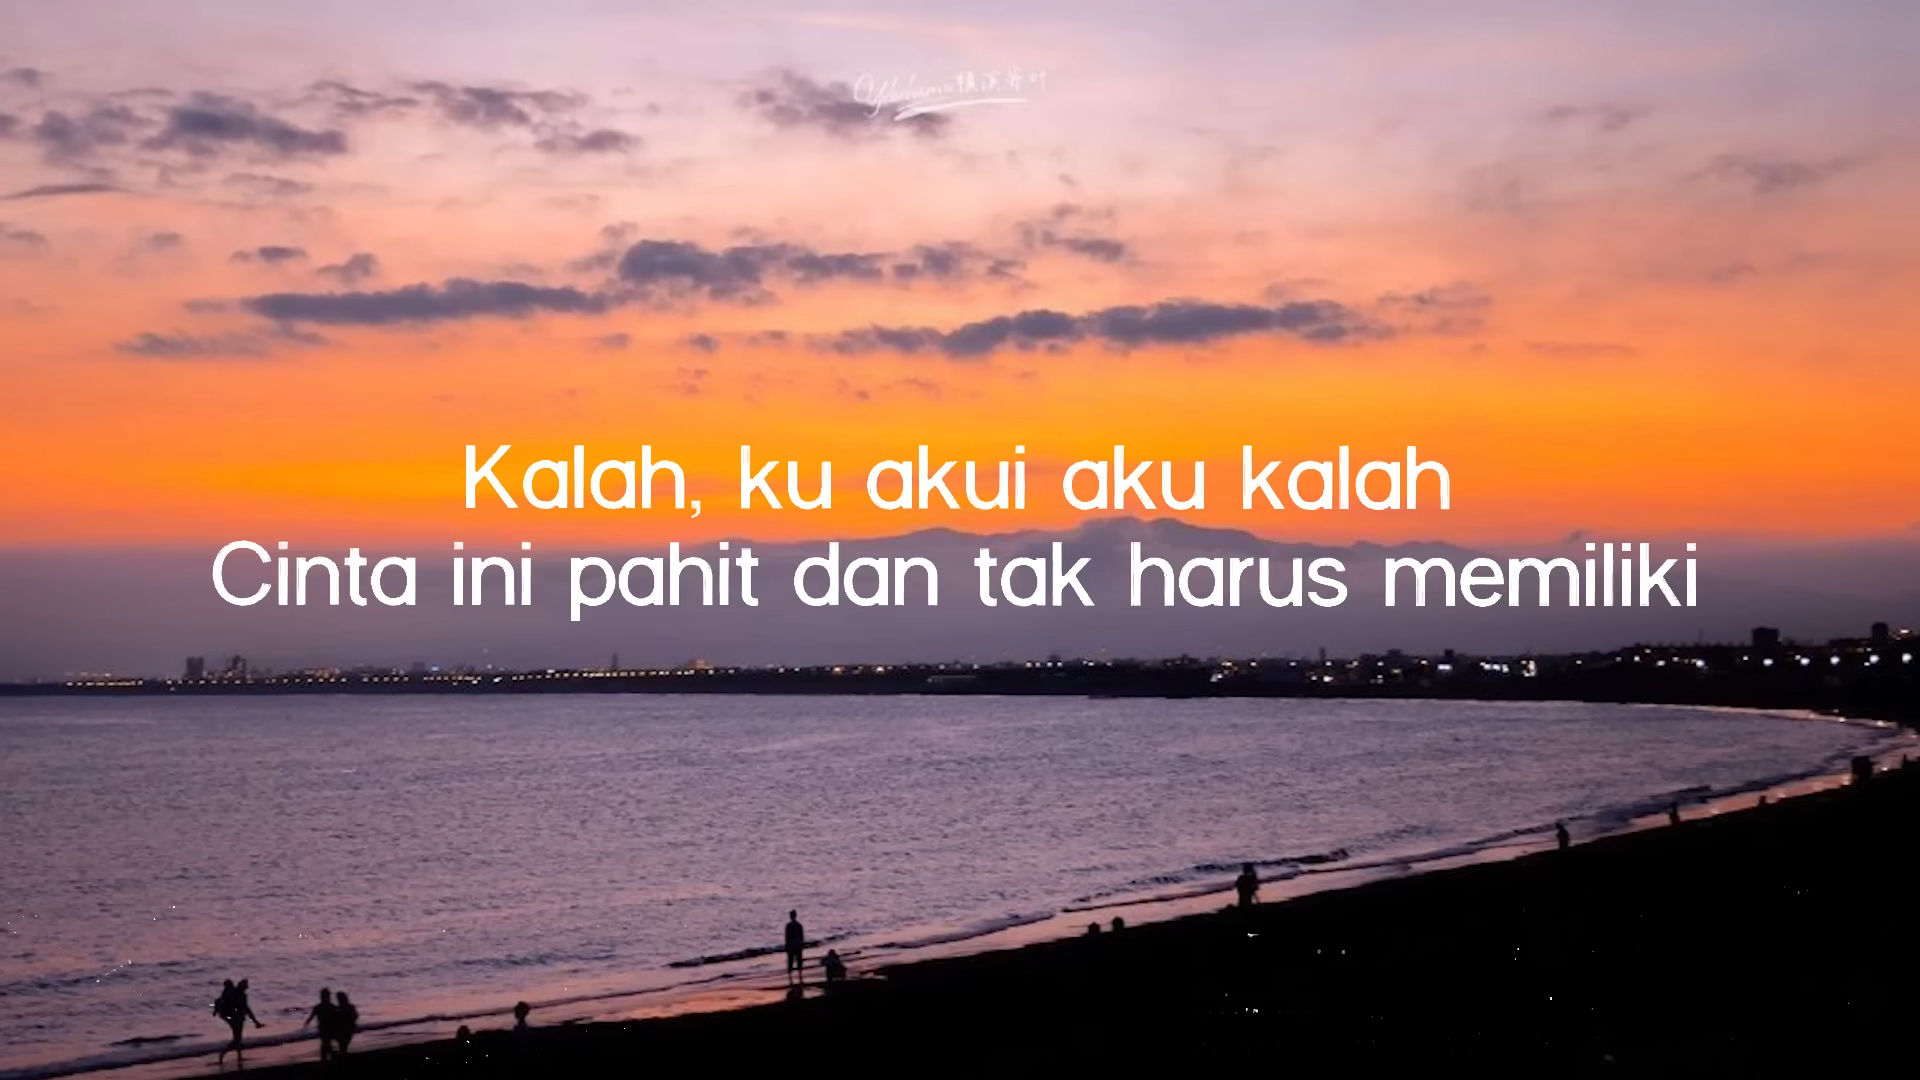 Kalah, ku akui aku kalah
Cinta ini pahit dan tak harus memiliki